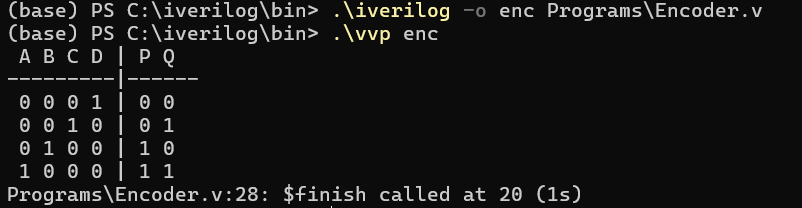 (base) PS C:\iverilog\bin> .\iverilog -o enc Programs\Encoder.v
(base) PS C:\iverilog\bin> .\vvp enc
 A B C D | P Q
---------|------
 0 0 0 1 | 0 0
 0 0 1 0 | 0 1
 0 1 0 0 | 1 0
 1 0 0 0 | 1 1
Programs\Encoder.v:28: $finish called at 20 (1s)